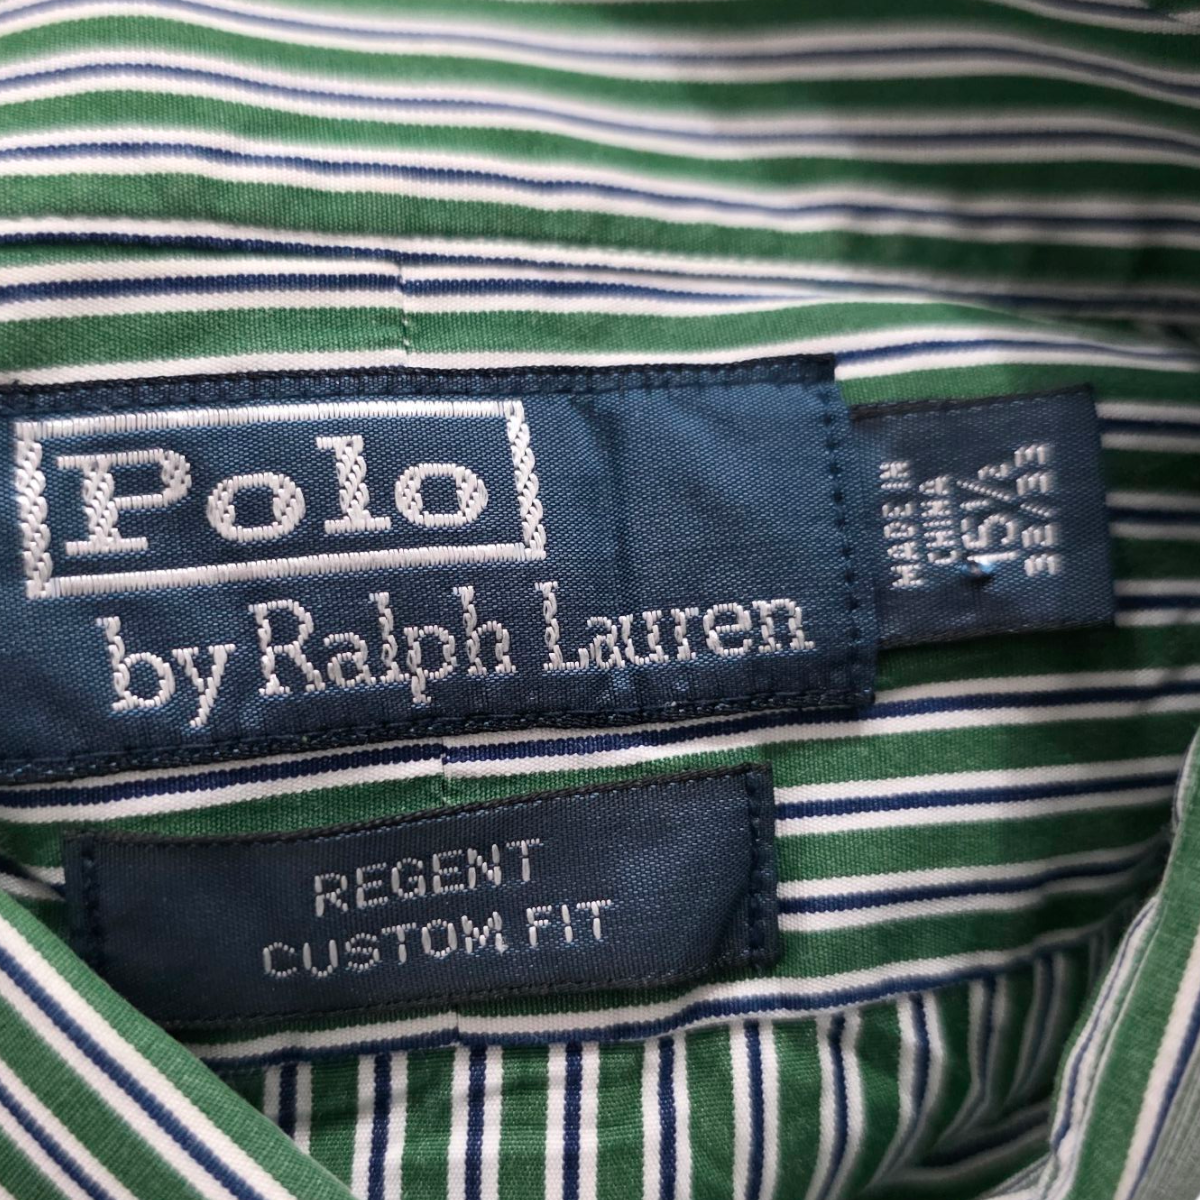 Polo
by Ralph Lauren
MADE IN
CHINA
15½
32/33
REGENT
CUSTOM FIT